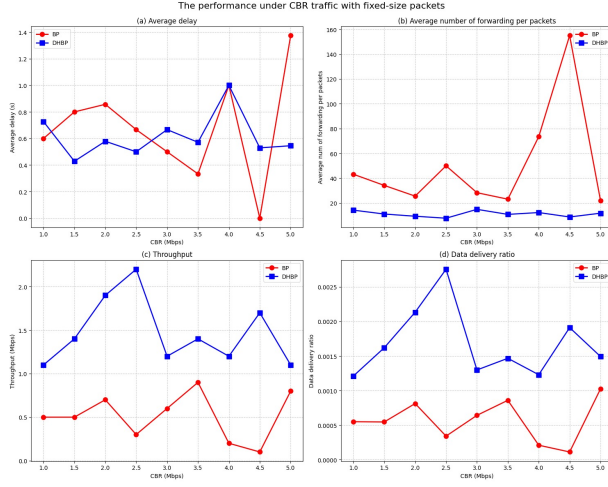 The performance under CBR traffic with fixed-size packets
(a) Average delay
BP
DHBP
Average delay (s)
1.4
1.2
1.0
0.8
0.6
0.4
0.2
0.0
1.0 1.5 2.0 2.5 3.0 3.5 4.0 4.5 5.0
CBR (Mbps)
(b) Average number of forwarding per packets
BP
DHBP
Average num of forwarding per packets
160
140
120
100
80
60
40
20
1.0 1.5 2.0 2.5 3.0 3.5 4.0 4.5 5.0
CBR (Mbps)
(c) Throughput
BP
DHBP
Throughput (Mbps)
2.0
1.5
1.0
0.5
0.0
1.0 1.5 2.0 2.5 3.0 3.5 4.0 4.5 5.0
CBR (Mbps)
(d) Data delivery ratio
BP
DHBP
Data delivery ratio
0.0025
0.0020
0.0015
0.0010
0.0005
0.0000
1.0 1.5 2.0 2.5 3.0 3.5 4.0 4.5 5.0
CBR (Mbps)